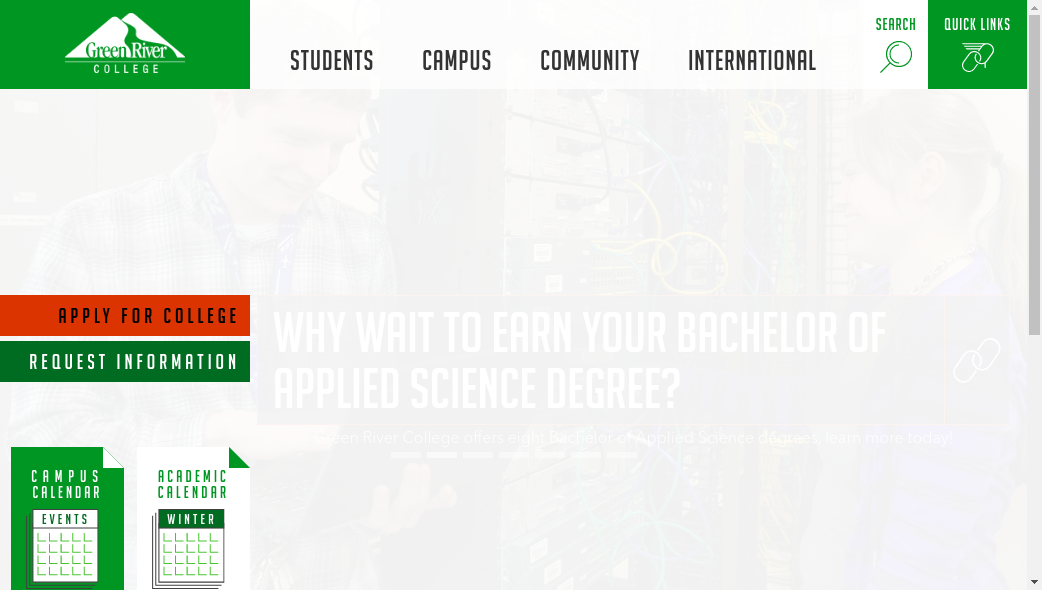 Green River
COLLEGE
STUDENTS
CAMPUS
COMMUNITY
INTERNATIONAL
SEARCH
QUICK LINKS
APPLY FOR COLLEGE
REQUEST INFORMATION
WHY WAIT TO EARN YOUR BACHELOR OF
APPLIED SCIENCE DEGREE?
Green River College offers eight Bachelor of Applied Science degrees, learn more today!
CAMPUS
CALENDAR
EVENTS
ACADEMIC
CALENDAR
WINTER